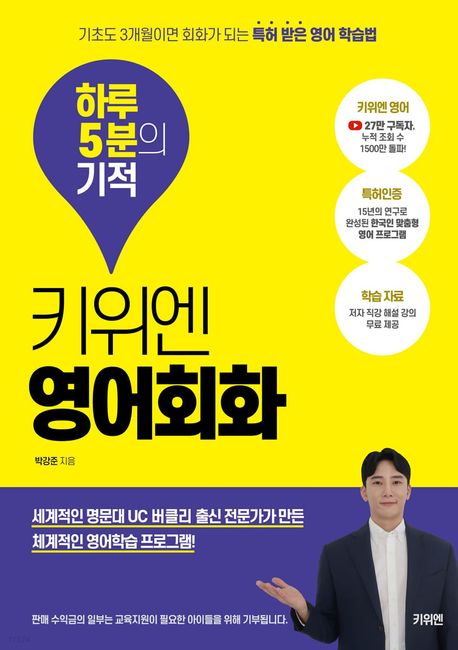 기초도 3개월이면 회화가 되는 특허 받은 영어 학습법
하루
5분의
기적
키위엔 영어
27만 구독자,
누적 조회 수
1500만 돌파!
특허인증
15년의 연구로
완성된 한국인 맞춤형
영어 프로그램
학습 자료
저자 직강 해설 강의
무료 제공
키위엔
영어회화
박강준 지음
세계적인 명문대 UC 버클리 출신 전문가가 만든
체계적인 영어학습 프로그램!
판매 수익금의 일부는 교육지원이 필요한 아이들을 위해 기부됩니다.
키위엔